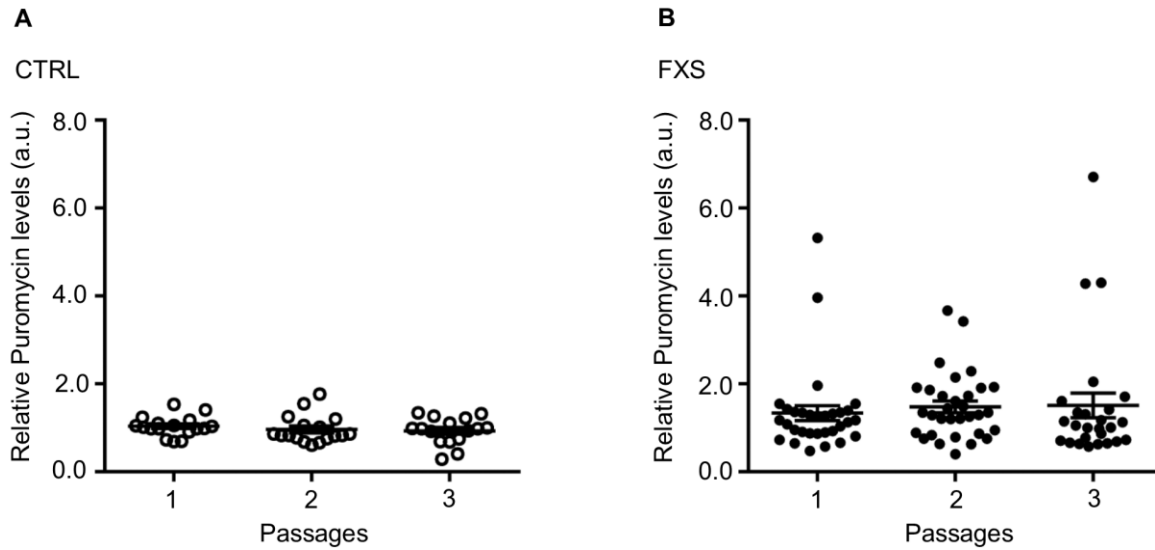 A
CTRL
Relative Puromycin levels (a.u.)
8.0
6.0
4.0
2.0
0.0
1 2 3
Passages
B
FXS
Relative Puromycin levels (a.u.)
8.0
6.0
4.0
2.0
0.0
1 2 3
Passages